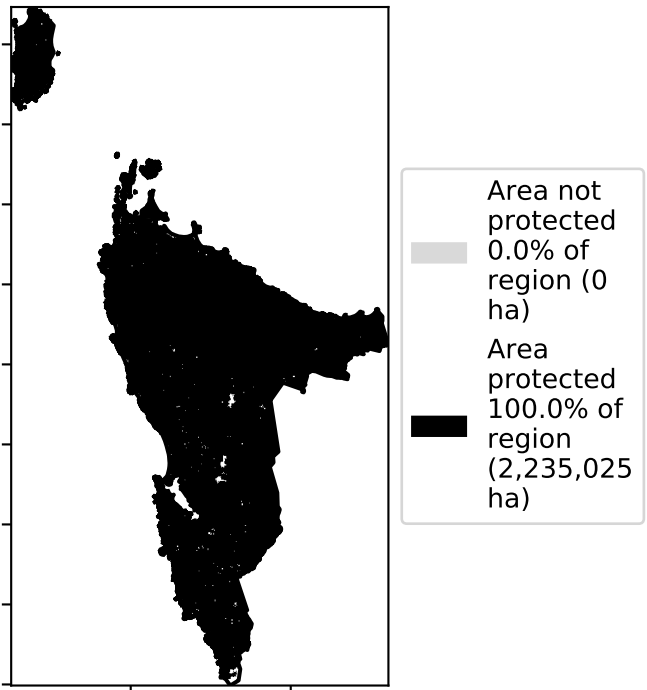 Area not
protected
0.0% of
region (0
ha)
Area
protected
100.0% of
region
(2,235,025
ha)